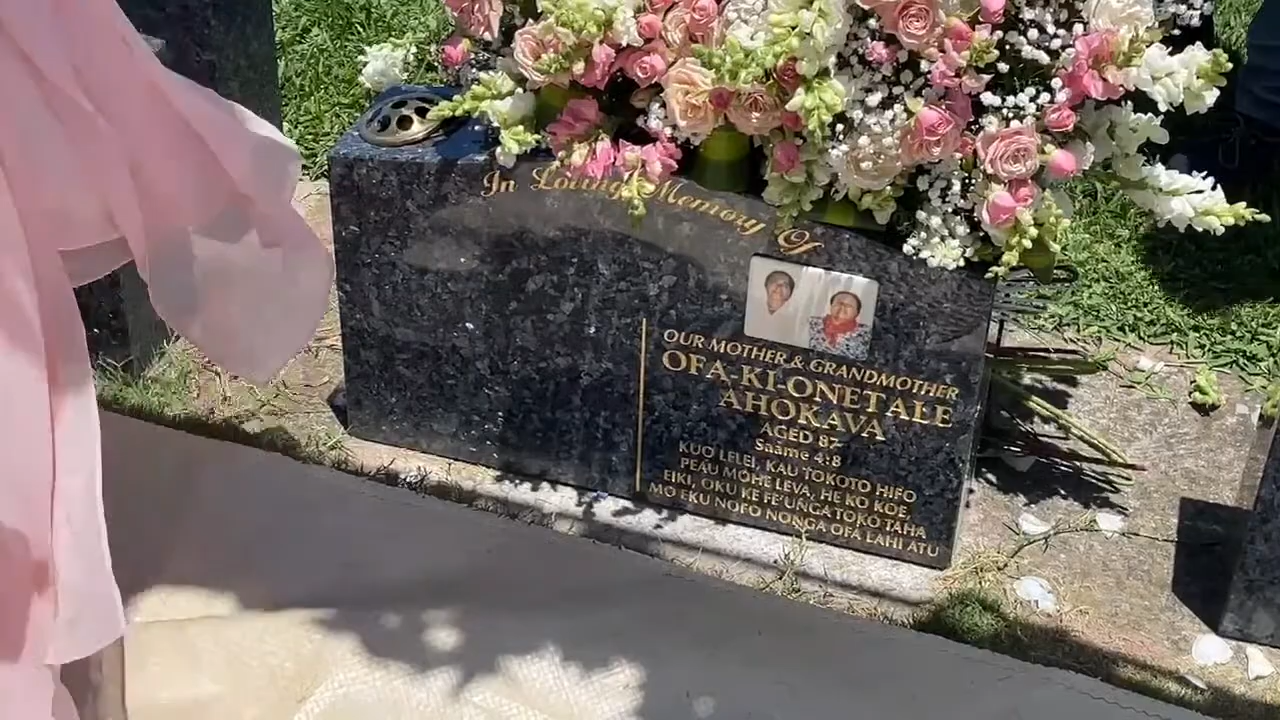 In Loving Memory Of
OUR MOTHER & GRANDMOTHER
OFA-KI-ONETALE
AHOKAVA
AGED 87
Saame 4:8
KUO LELEI, KAU TOKOTO HIFO
PEAU MOHE LEVA, HE KO KOE,
EIKI, OKU KE FE'UNGA TOKO TAHA
MO EKU NOFO NONGA OFA LAHI ATU